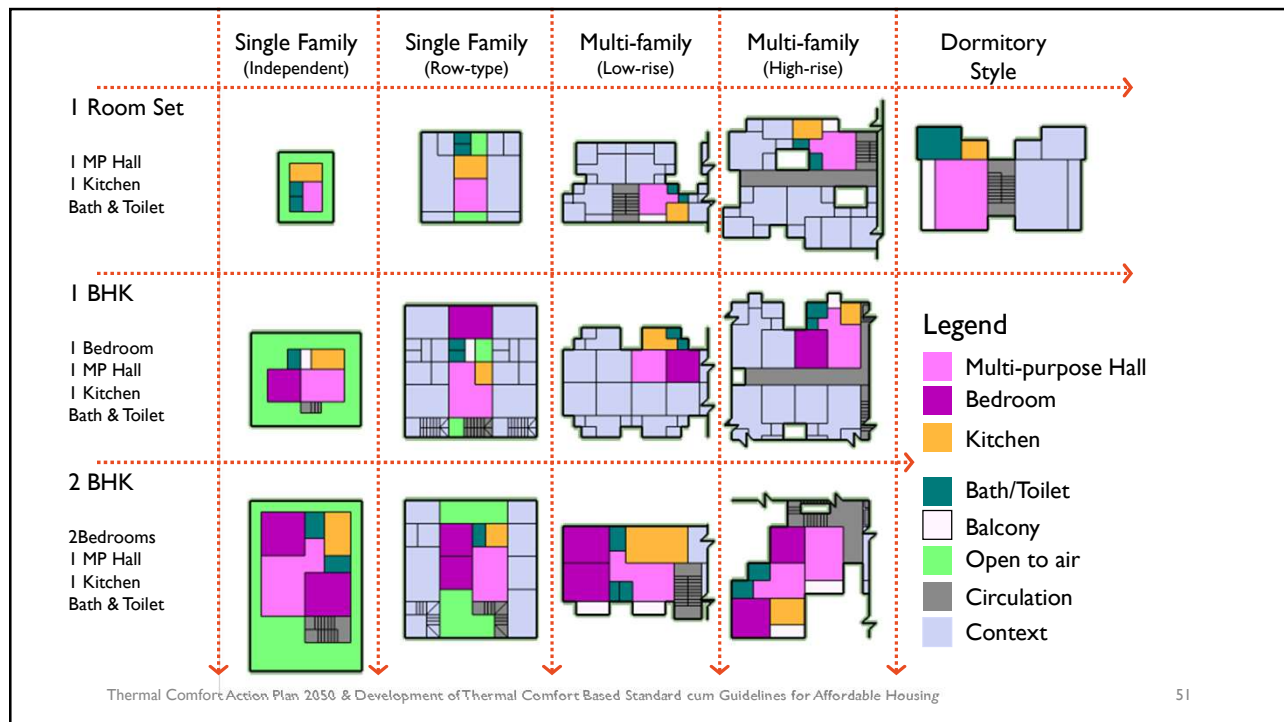 Single Family
(Independent)
Single Family
(Row-type)
Multi-family
(Low-rise)
Multi-family
(High-rise)
Dormitory
Style
1 Room Set
1 MP Hall
1 Kitchen
Bath & Toilet
1 BHK
1 Bedroom
1 MP Hall
1 Kitchen
Bath & Toilet
2 BHK
2Bedrooms
1 MP Hall
1 Kitchen
Bath & Toilet
Legend
Multi-purpose Hall
Bedroom
Kitchen
Bath/Toilet
Balcony
Open to air
Circulation
Context
Thermal Comfort Action Plan 2050 & Development of Thermal Comfort Based Standard cum Guidelines for Affordable Housing
51